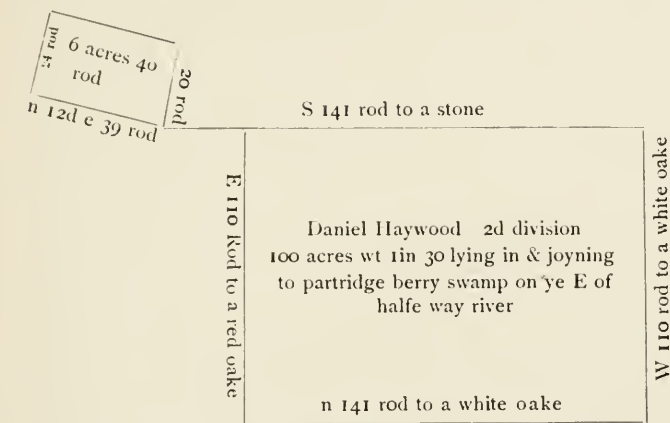 24 rod
6 acres 40
rod
20 rod
n 12d e 39 rod
S 141 rod to a stone
E 110 Rod to a red oake
Daniel Haywood 2d division
100 acres wt 1in 30 lying in & joyning
to partridge berry swamp on ye E of
halfe way river
W 110 rod to a white oake
n 141 rod to a white oake